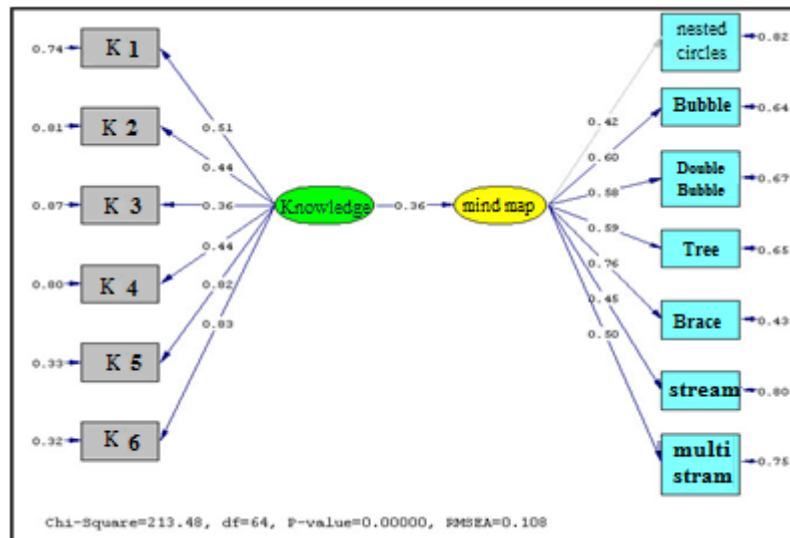 0.74
K 1
0.81
K 2
0.87
K 3
0.80
K 4
0.33
K 5
0.32
K 6
0.51
0.44
0.36
0.44
0.82
0.83
Knowledge
0.36
mind map
0.42
0.60
0.58
0.59
0.76
0.45
0.50
nested
circles
0.82
Bubble
0.64
Double
Bubble
0.67
Tree
0.65
Brace
0.43
stream
0.80
multi
stram
0.75
Chi-Square=213.48, df=64, P-value=0.00000, RMSEA=0.108